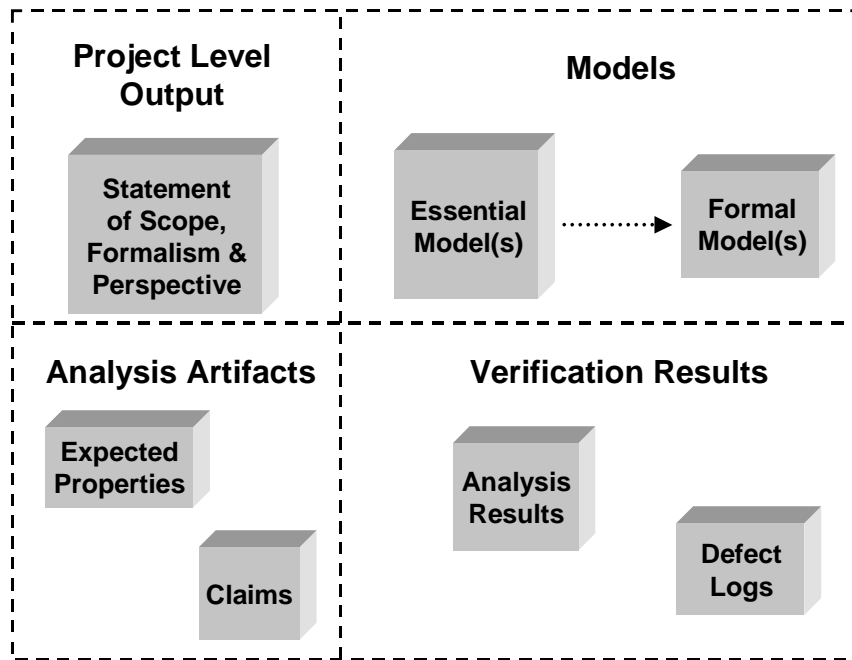 Project Level
Output
Statement
of Scope,
Formalism &
Perspective
Models
Essential
Model(s)
Formal
Model(s)
Analysis Artifacts
Expected
Properties
Claims
Verification Results
Analysis
Results
Defect
Logs